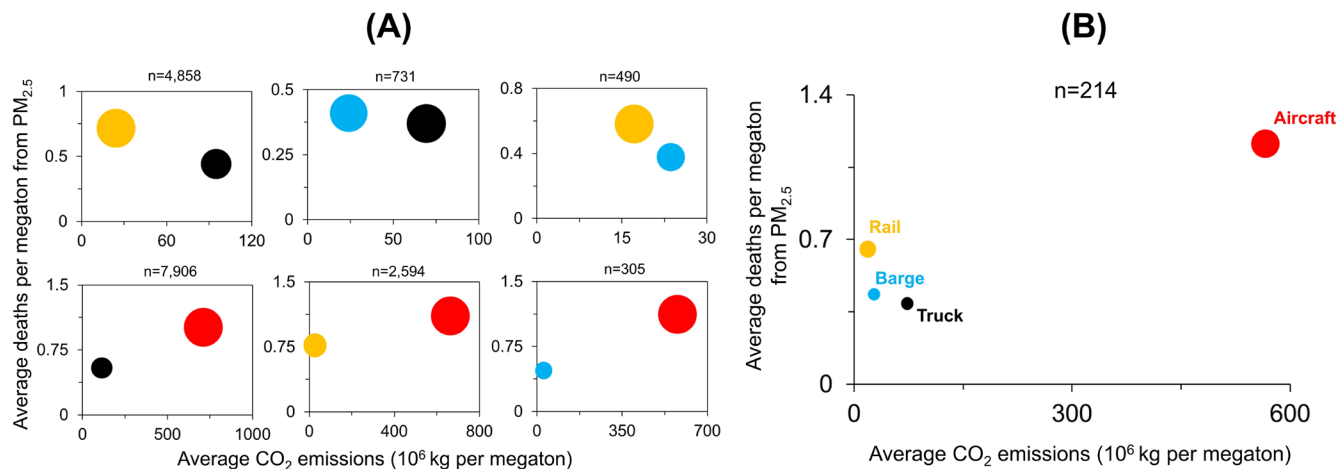 (A)
Average deaths per megaton from PM2.5
n=4,858
1
0.5
0
0
60
120
n=731
0.5
0.25
0
0
50
100
n=490
0.8
0.4
0
0
15
30
n=7,906
1.5
0.75
0
0
500
1000
n=2,594
1.5
0.75
0
0
400
800
n=305
1.5
0.75
0
0
350
700
Average CO2 emissions (10^6 kg per megaton)
(B)
n=214
Average deaths per megaton
from PM2.5
1.4
0.7
0
Aircraft
Rail
Barge
Truck
0
300
600
Average CO2 emissions (10^6 kg per megaton)